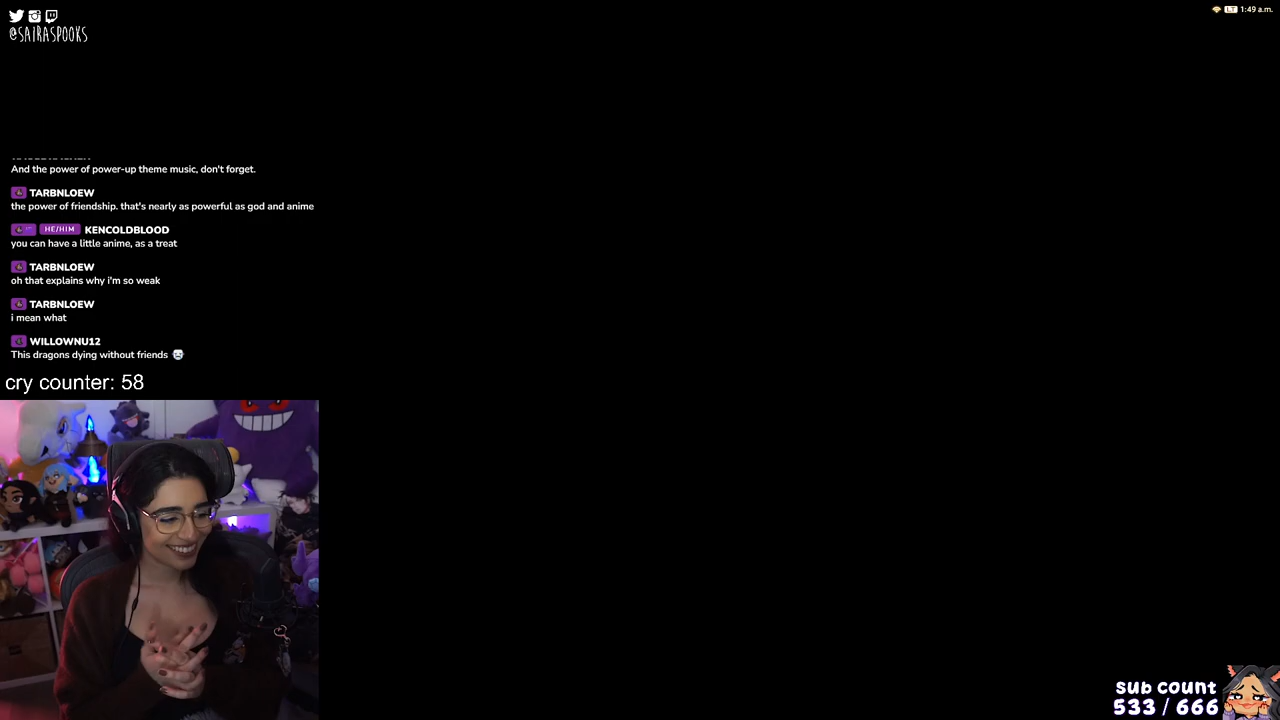 @SAIRASPOOKS
LT 1:49 a.m.
And the power of power-up theme music, don't forget.
TARBNLOEW
the power of friendship. that's nearly as powerful as god and anime
HE/HIM KENCOLDBLOOD
you can have a little anime, as a treat
TARBNLOEW
oh that explains why i'm so weak
TARBNLOEW
i mean what
WILLOWNU12
This dragons dying without friends
cry counter: 58
sub count
533 / 666